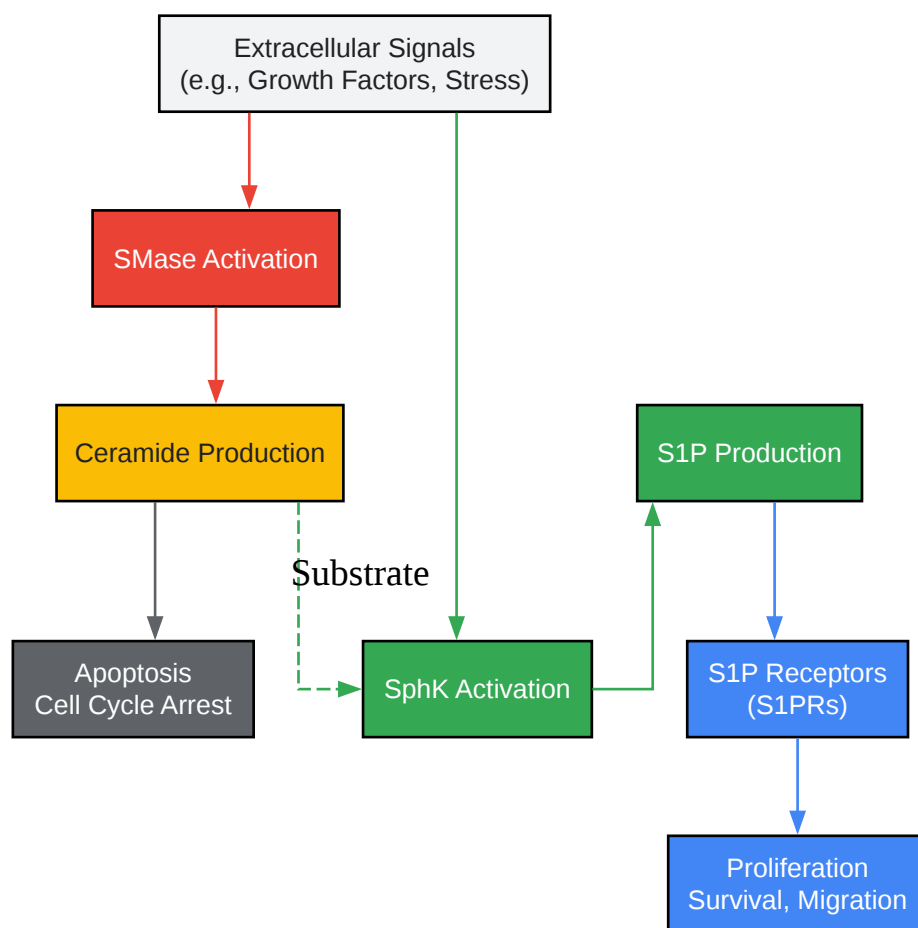 Extracellular Signals
(e.g., Growth Factors, Stress)
SMase Activation
Ceramide Production
S1P Production
Substrate
Apoptosis
Cell Cycle Arrest
SphK Activation
S1P Receptors
(S1PRs)
Proliferation
Survival, Migration